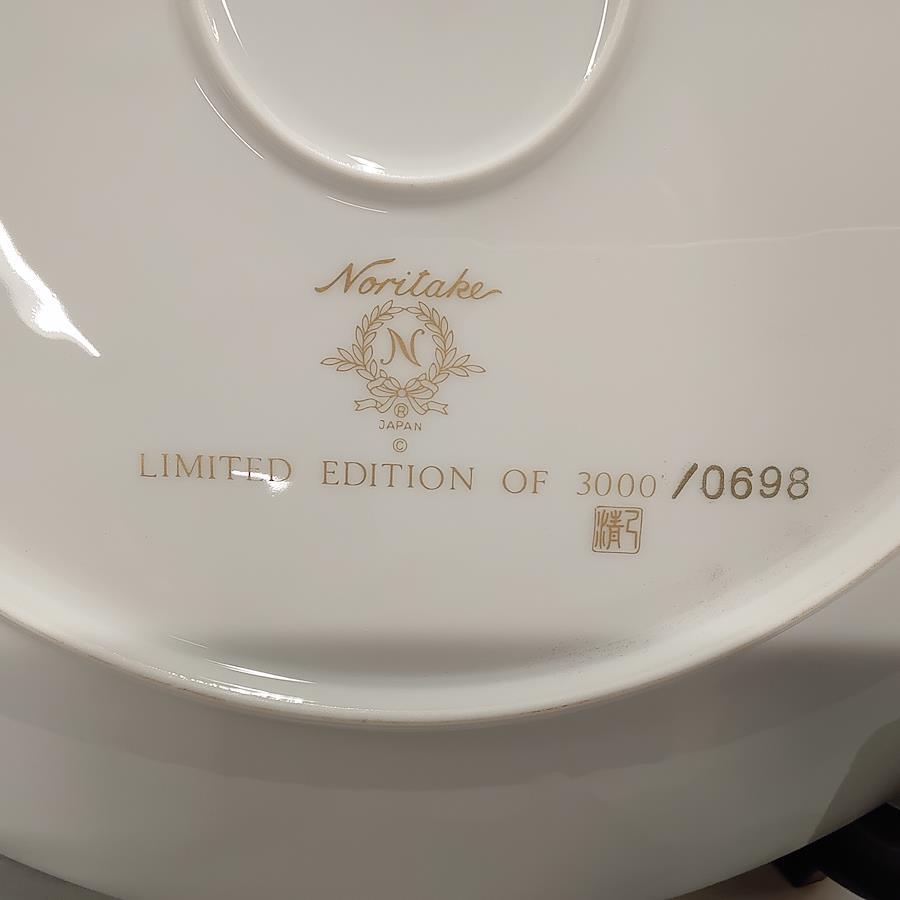 Noritake
N
®
JAPAN
©
LIMITED EDITION OF 3000 /0698